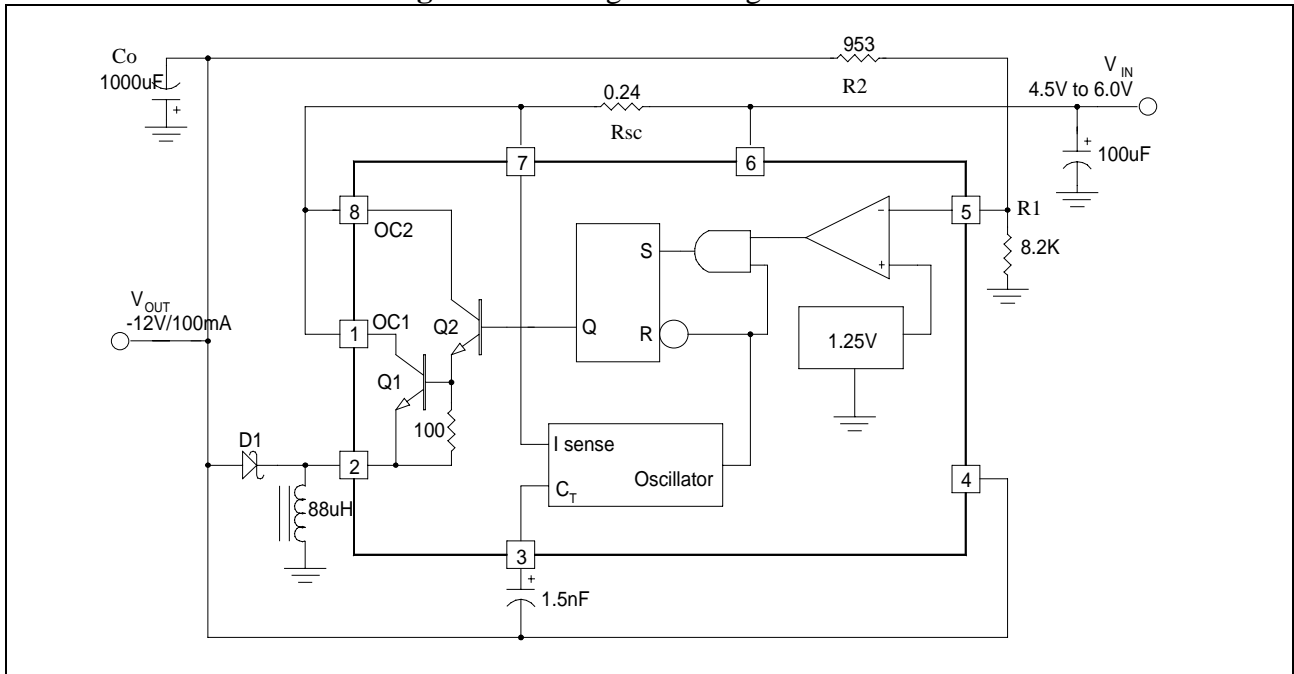 Co
1000uF
+
953
R2
V IN
4.5V to 6.0V
0.24
Rsc
+
100uF
7
6
8
OC2
5
R1
8.2K
S
−
+
VOUT
-12V/100mA
1
OC1
Q2
Q
R
1.25V
Q1
100
D1
2
I sense
Oscillator
CT
4
88uH
3
+
1.5nF